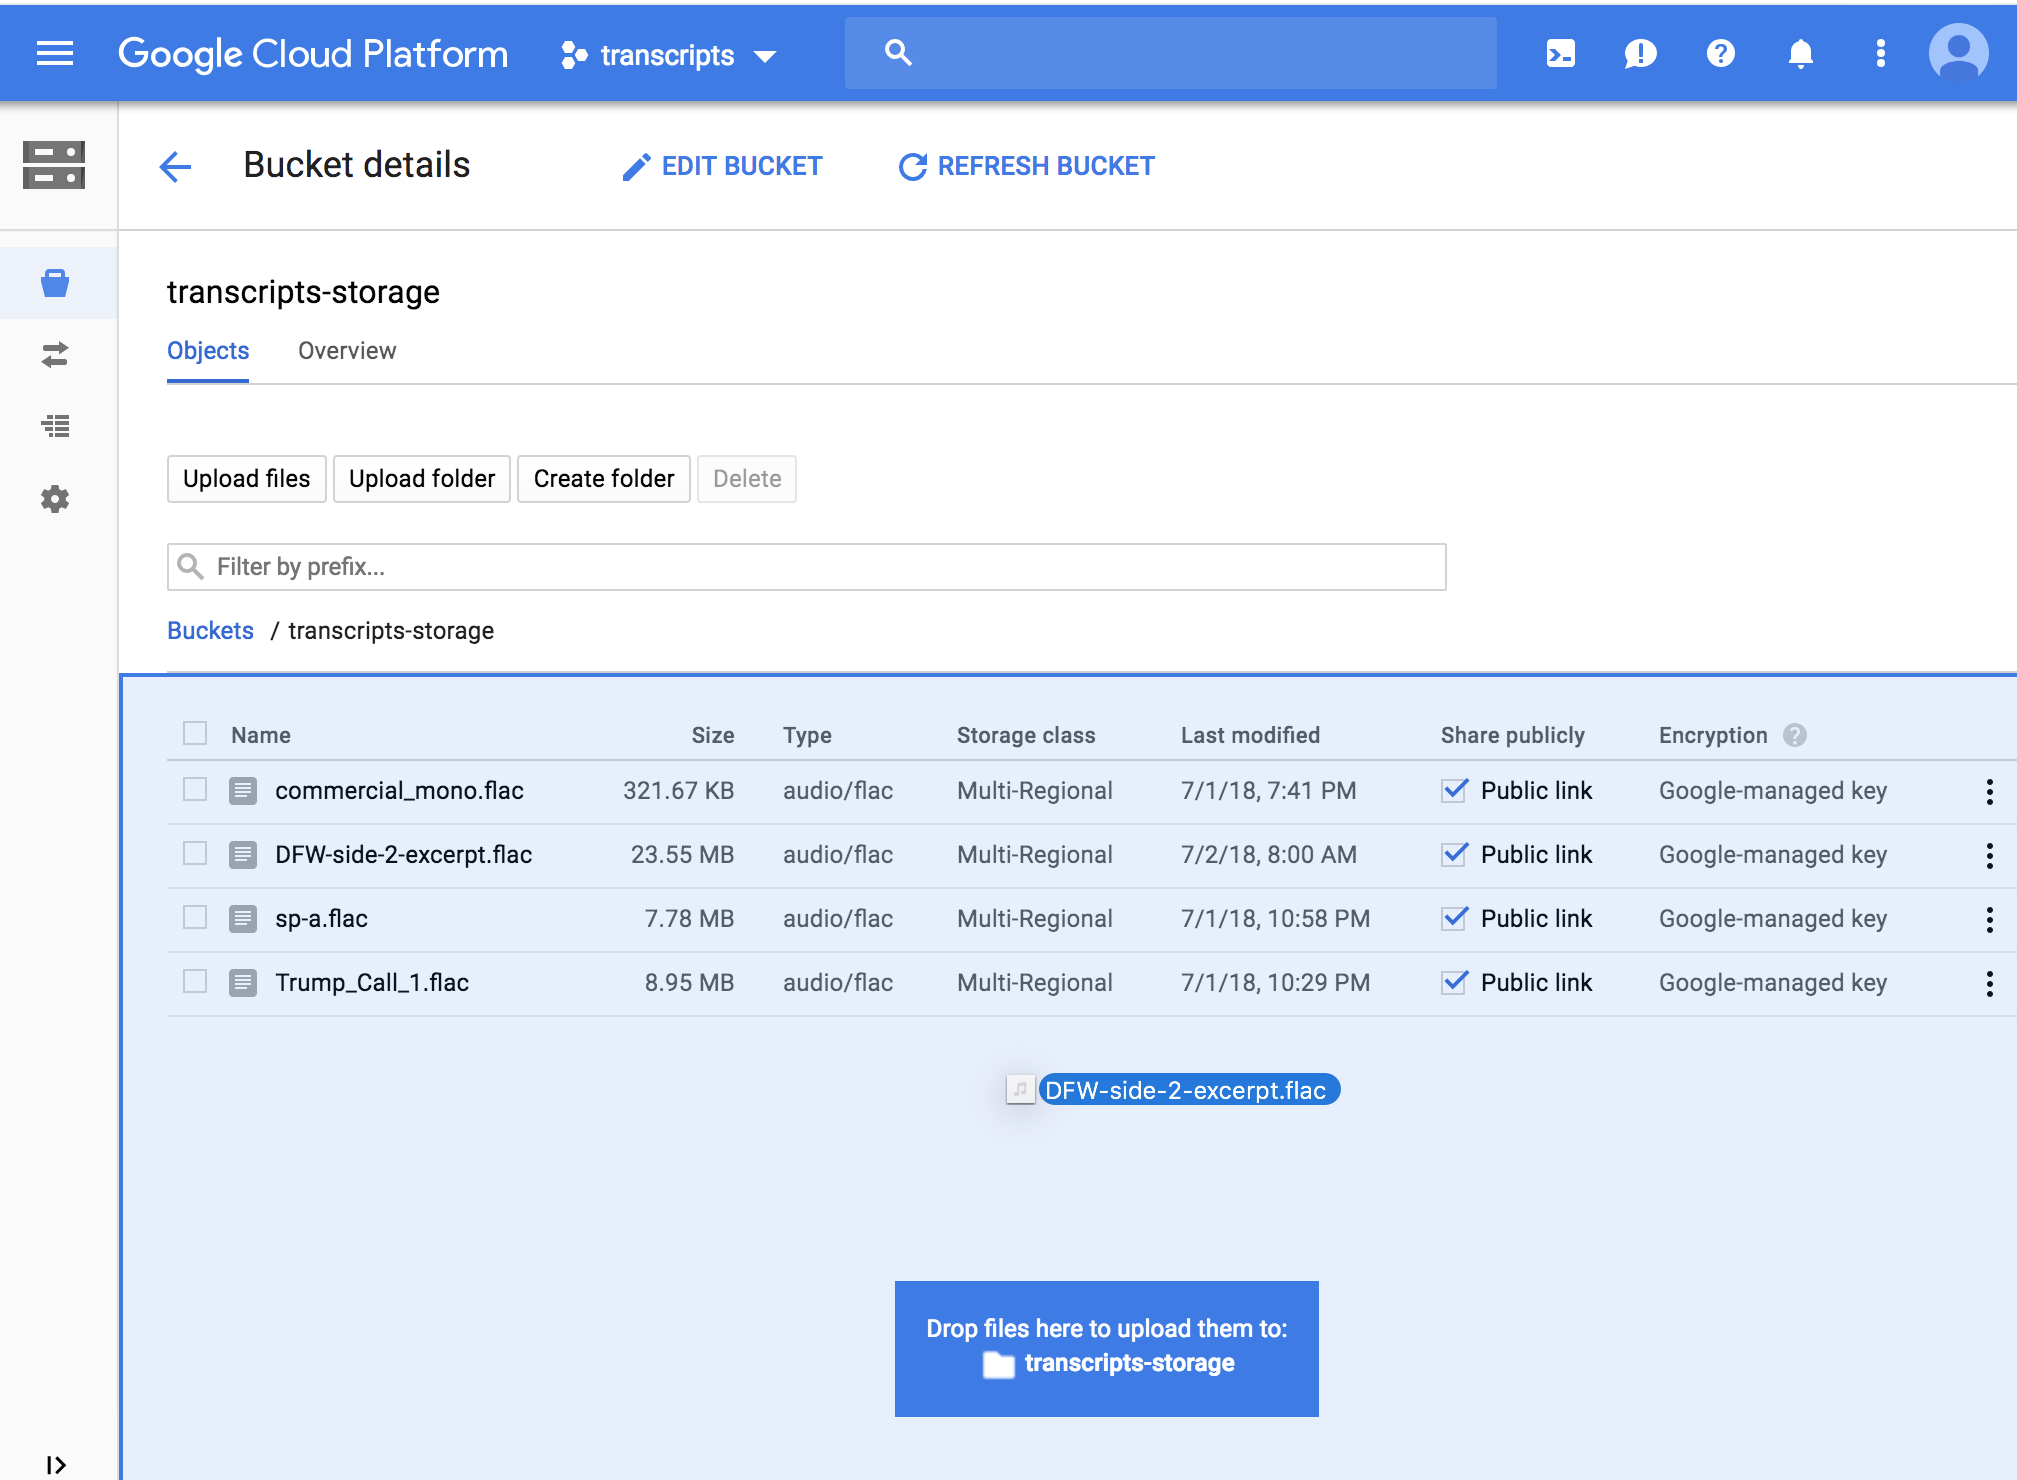 Google Cloud Platform transcripts
Bucket details EDIT BUCKET REFRESH BUCKET
transcripts-storage
Objects Overview
Upload files Upload folder Create folder Delete
Filter by prefix...
Buckets / transcripts-storage
Name Size Type Storage class Last modified Share publicly Encryption ?
commercial_mono.flac 321.67 KB audio/flac Multi-Regional 7/1/18, 7:41 PM Public link Google-managed key
DFW-side-2-excerpt.flac 23.55 MB audio/flac Multi-Regional 7/2/18, 8:00 AM Public link Google-managed key
sp-a.flac 7.78 MB audio/flac Multi-Regional 7/1/18, 10:58 PM Public link Google-managed key
Trump_Call_1.flac 8.95 MB audio/flac Multi-Regional 7/1/18, 10:29 PM Public link Google-managed key
DFW-side-2-excerpt.flac
Drop files here to upload them to:
transcripts-storage